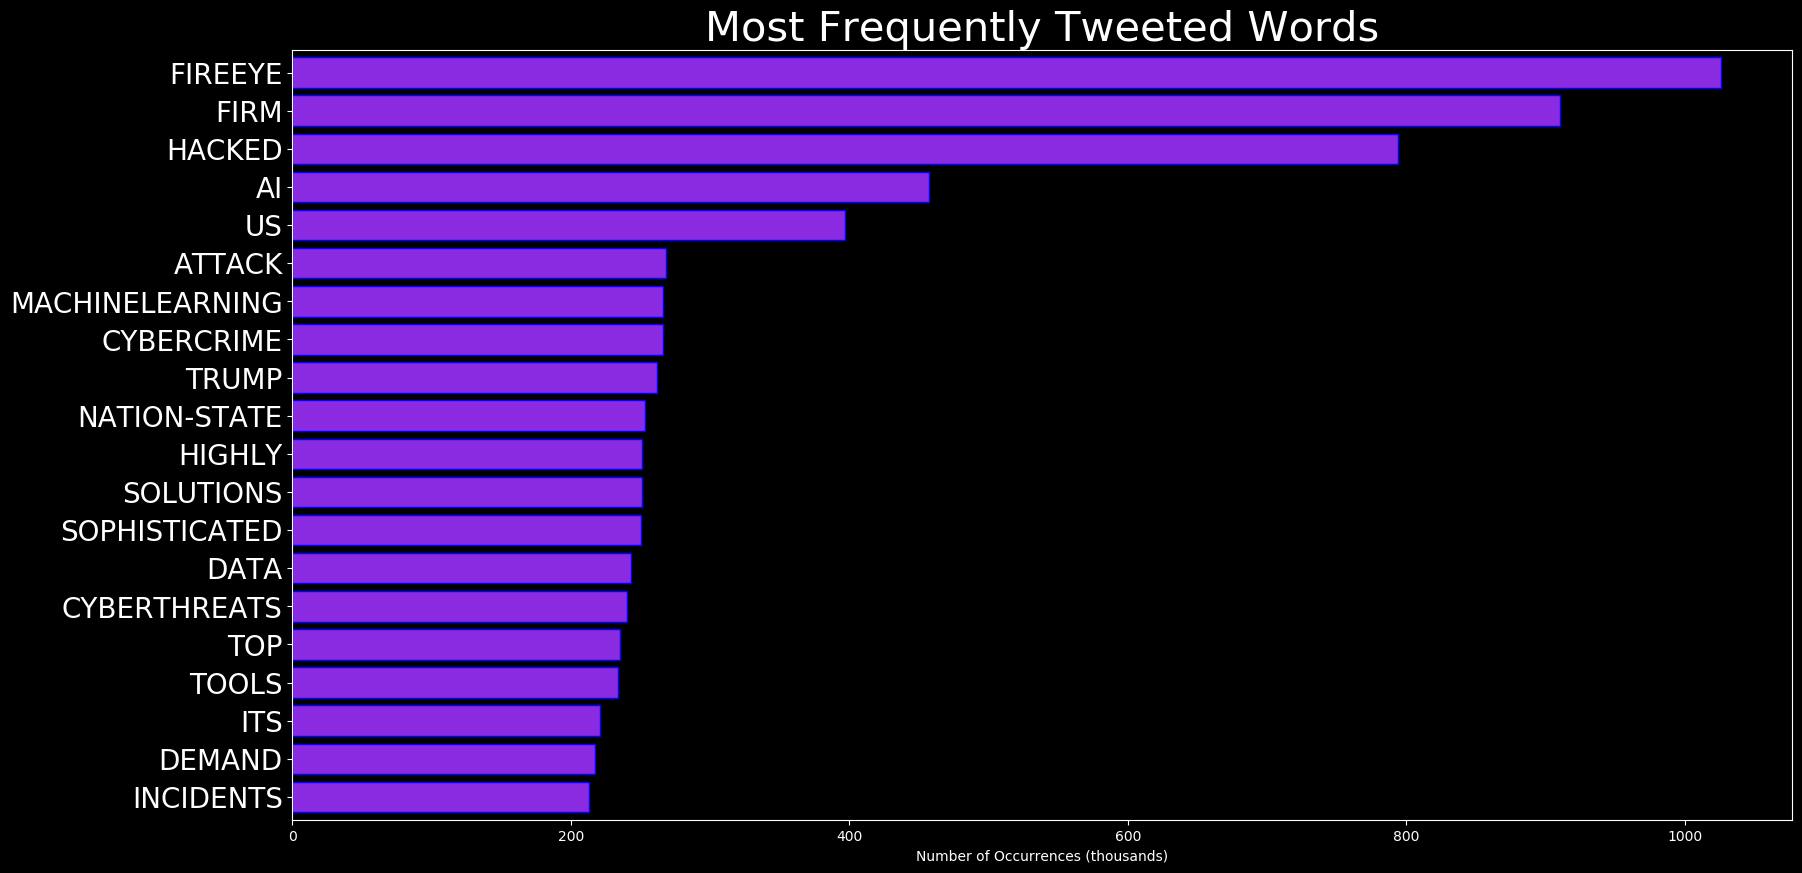 Most Frequently Tweeted Words
FIREEYE
FIRM
HACKED
AI
US
ATTACK
MACHINELEARNING
CYBERCRIME
TRUMP
NATION-STATE
HIGHLY
SOLUTIONS
SOPHISTICATED
DATA
CYBERTHREATS
TOP
TOOLS
ITS
DEMAND
INCIDENTS
0 200 400 600 800 1000
Number of Occurrences (thousands)